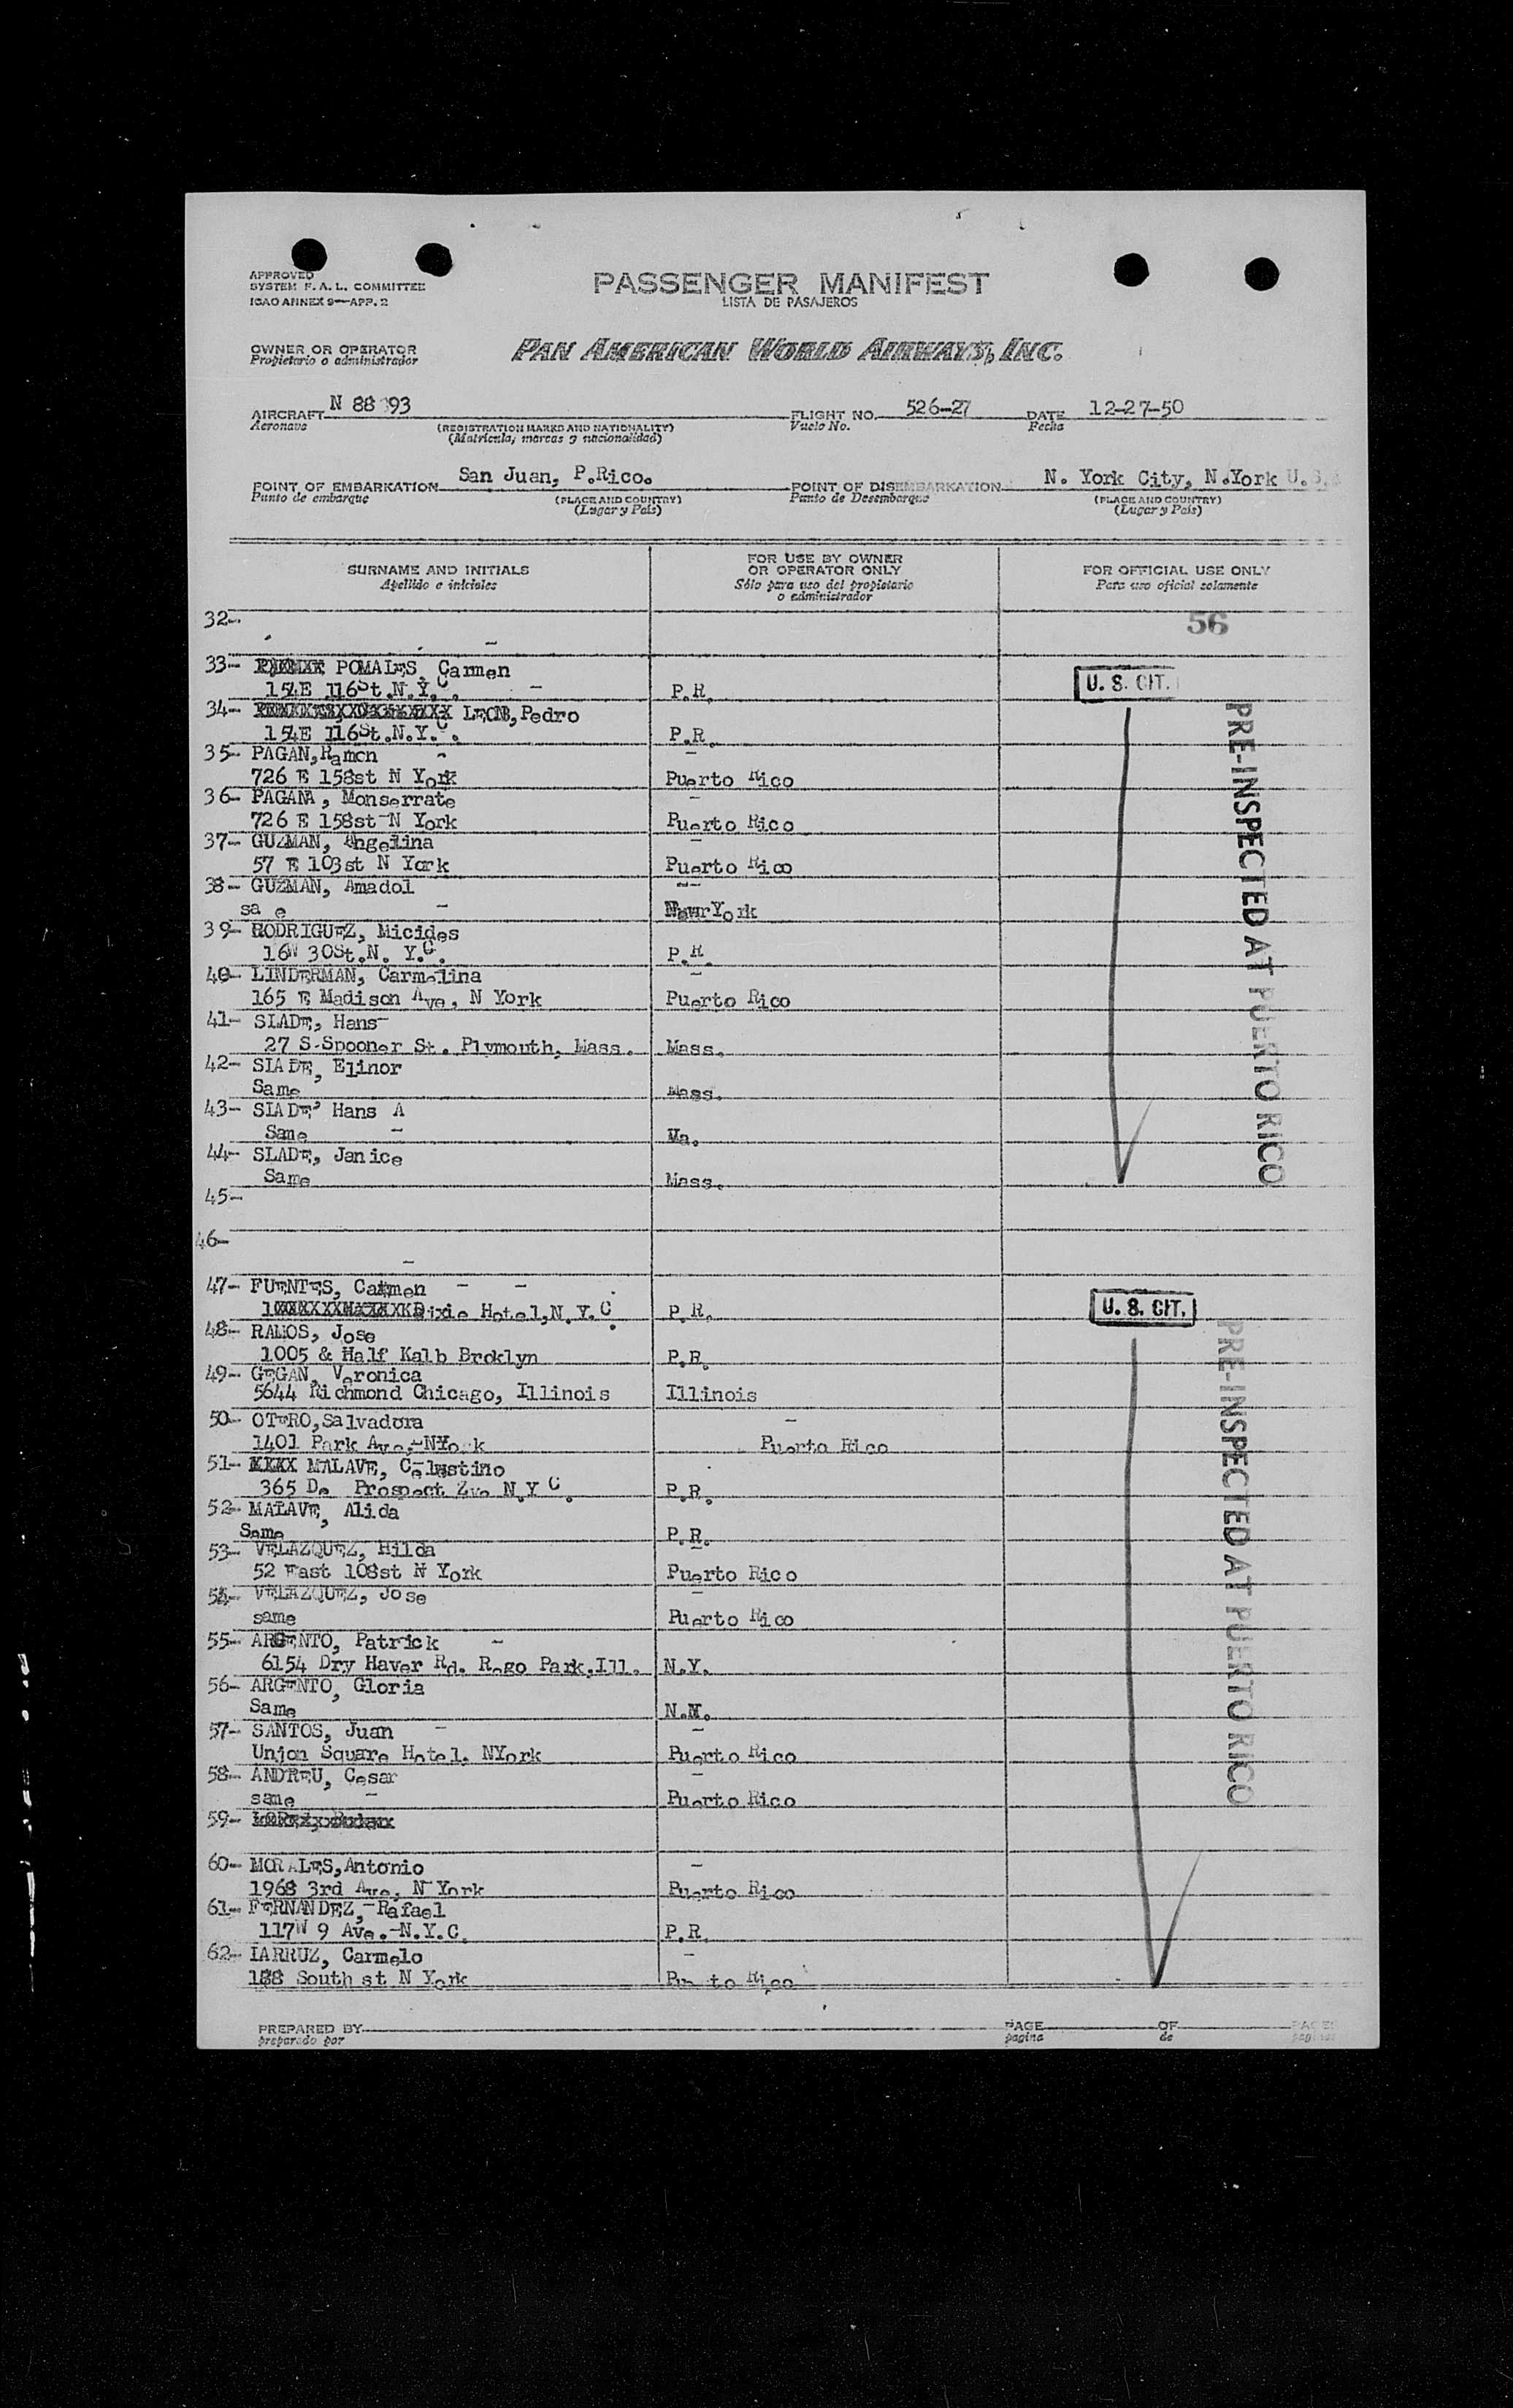 APPROVED
SYSTEM F. A. L. COMMITTEE
ICAO ANNEX 9—APP. 2
PASSENGER MANIFEST
LISTA DE PASAJEROS
OWNER OR OPERATOR
Propietario o administrador
PAN AMERICAN WORLD AIRWAYS, INC.
AIRCRAFT N 88 93 FLIGHT NO. 526-27 DATE 12-27-50
Aeronave (REGISTRATION MARKS AND NATIONALITY) Vuelo No. Fecha
(Matricula, marcas y nacionalidad)
POINT OF EMBARKATION San Juan, P.Rico. POINT OF DISEMBARKATION N. York City, N.York U.S.
Punto de embarque (PLACE AND COUNTRY) Punto de Desembarque (PLACE AND COUNTRY)
(Lugar y País) (Lugar y País)
SURNAME AND INITIALS FOR USE BY OWNER OR OPERATOR ONLY FOR OFFICIAL USE ONLY
Apellido e iniciales Sólo para uso del propietario o administrador Para uso oficial solamente
32- 56
33- POMALES, Carmen U. S. CIT.
E 116St.N.Y.C. P.R.
34- Pedro
E 116St.N.Y.C. P.R.
35- PAGAN,Ramon
726 E 158st N York Puerto Rico
36- Monserrate
726 E 158st N York Puerto Rico
37- GUZMAN, Angelina
57 E 103st N York Puerto Rico
38- GUZMAN, Amadol
sa e
39- RODRIGUEZ, Micides
16W 30St.N. Y.C. P.R.
40- LINDERMAN, Carmelina
165 E Madison Ave, N York Puerto Rico
41- SLADE, Hans
27 S.Spooner St. Plymouth, Mass. Mass.
42- SLADE, Elinor
Same Mass.
43- SLADE, Hans A
Same Ma.
44- SLADE, Janice
Same Mass.
PRE-INSPECTED AT PUERTO RICO
45-
46-
47- FUENTES, Carmen U. S. CIT.
Dixie Hotel,N.Y.C. P.R.
48- RAMOS, Jose
1005 & Half Kalb Broklyn P.R.
49- GEGAN, Veronica
5644 Richmond Chicago, Illinois Illinois
50- OTERO,Salvadora
1401 Park Ave,-NYork Puerto Rico
51- MALAVE, Celestino
365 De Prospect Zve N.Y.C. P.R.
52- MALAVE, Alida
Same P.R.
53- VELAZQUEZ, Hilda
52 East 108st N York Puerto Rico
54- VELAZQUEZ, Jose
same Puerto Rico
55- ARGENTO, Patrick
6154 Dry Haver Rd. Rego Park,Ill. N.Y.
56- ARGENTO, Gloria
Same
57- SANTOS, Juan
Union Square Hotel. NYork Puerto Rico
58- ANDREU, Cesar
same Puerto Rico
59-
60- MORALES,Antonio
1968 3rd Ave, N York Puerto Rico
61- FERNANDEZ,-Rafael
117W 9 Ave.-N.Y.C. P.R.
62- LARRUZ, Carmelo
188 South st N York Pu to Rico
PRE-INSPECTED AT PUERTO RICO
PREPARED BY PAGE OF PAGES
preparado por pagina de paginas